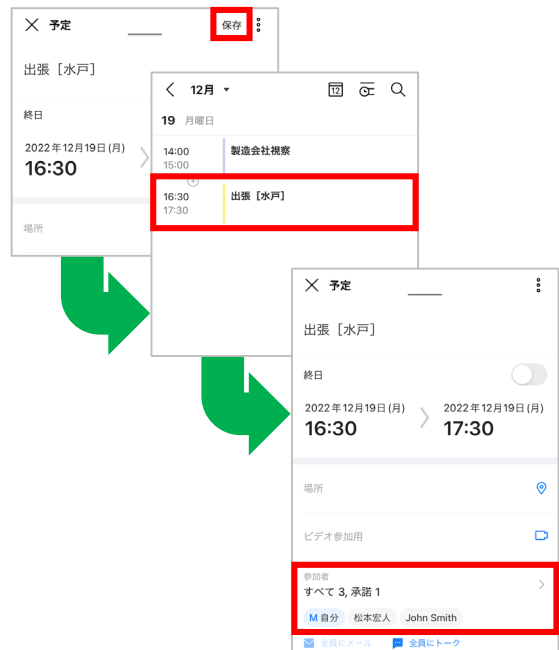 予定
保存
出張［水戸］
終日
2022年12月19日(月)
16:30
場所
12月
12
19 月曜日
14:00 製造会社視察
15:00
16:30 出張［水戸］
17:30
予定
出張［水戸］
終日
2022年12月19日(月) 2022年12月19日(月)
16:30 17:30
場所
ビデオ参加用
参加者
すべて 3, 承諾 1
M 自分 松本宏人 John Smith
全員にメール 全員にトーク